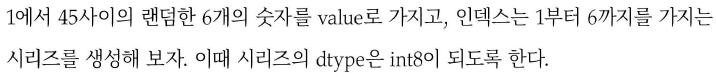 1에서 45사이의 랜덤한 6개의 숫자를 value로 가지고, 인덱스는 1부터 6까지를 가지는
시리즈를 생성해 보자. 이때 시리즈의 dtype은 int8이 되도록 한다.